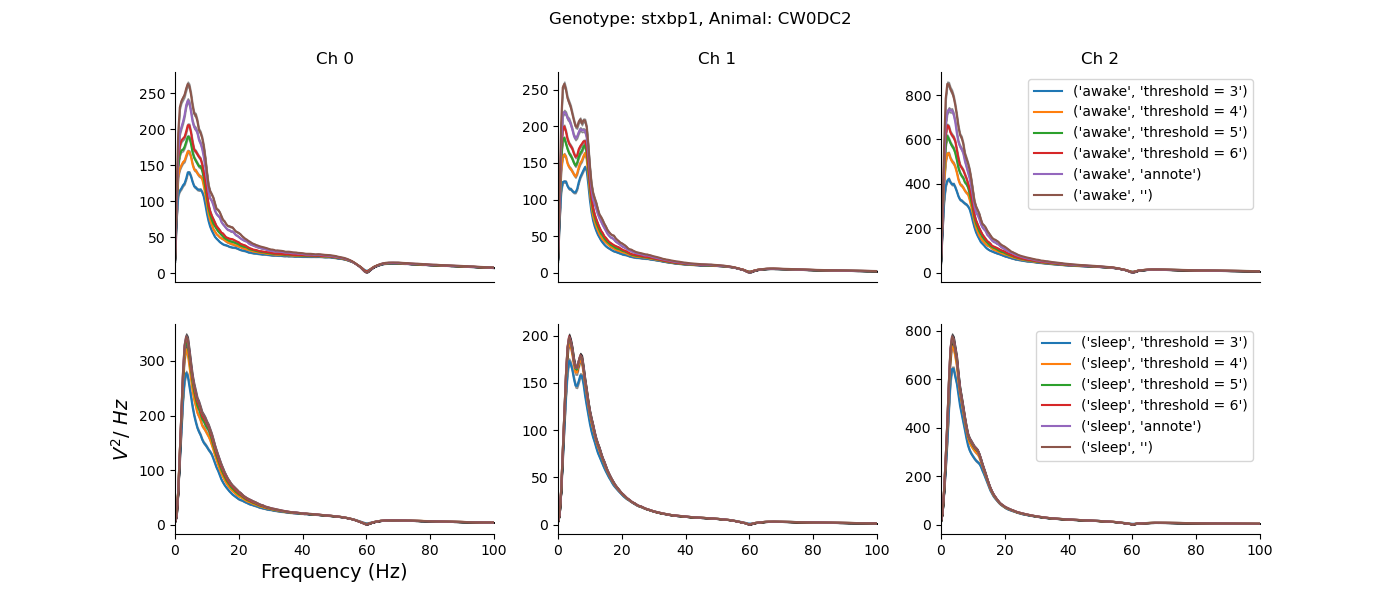 Genotype: stxbp1, Animal: CW0DC2
Ch 0
Ch 1
Ch 2
250
200
150
100
50
0
250
200
150
100
50
0
800
600
400
200
0
('awake', 'threshold = 3')
('awake', 'threshold = 4')
('awake', 'threshold = 5')
('awake', 'threshold = 6')
('awake', 'annote')
('awake', '')
V²/ Hz
300
200
100
0
200
150
100
50
0
800
600
400
200
0
('sleep', 'threshold = 3')
('sleep', 'threshold = 4')
('sleep', 'threshold = 5')
('sleep', 'threshold = 6')
('sleep', 'annote')
('sleep', '')
0 20 40 60 80 100
0 20 40 60 80 100
0 20 40 60 80 100
Frequency (Hz)